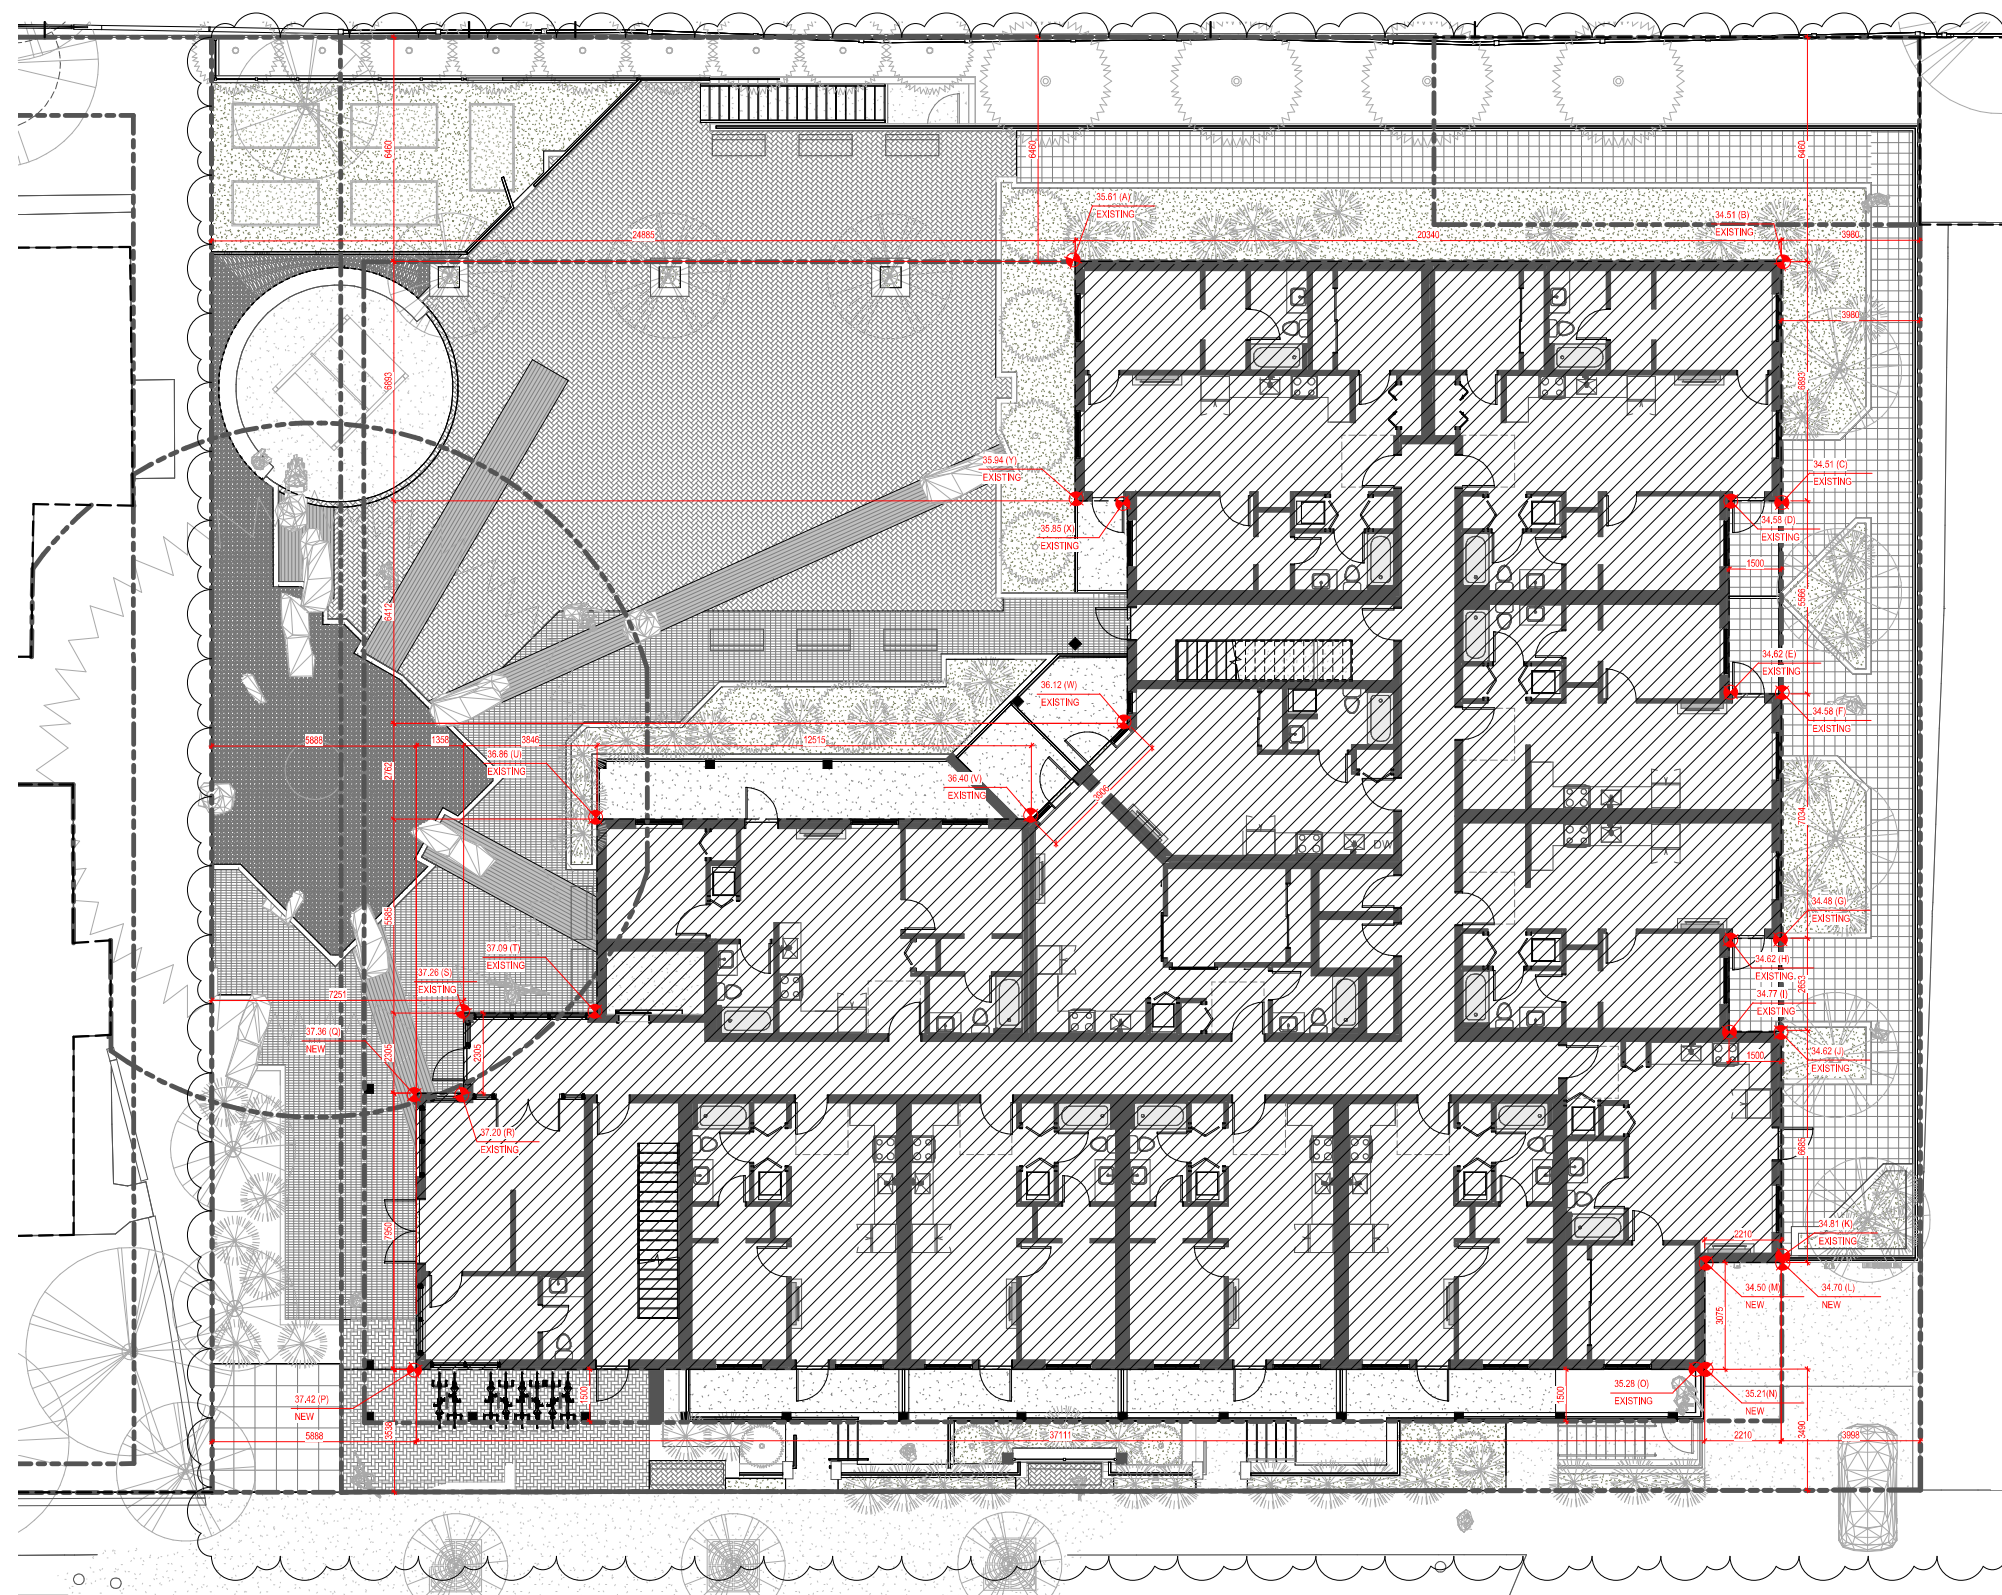 6460
6460
6460
35.61 (A)
EXISTING
34.51 (B)
EXISTING
24885
20340
3980
3980
6893
6893
35.94 (Y)
EXISTING
34.51 (C)
EXISTING
35.85 (X)
EXISTING
34.58 (D)
EXISTING
1500
6412
5566
36.12 (W)
EXISTING
34.62 (E)
EXISTING
34.58 (F)
EXISTING
5888
1358
3846
12515
36.86 (U)
EXISTING
2762
36.40 (V)
EXISTING
3906
7034
DW
34.48 (G)
EXISTING
5585
37.09 (T)
EXISTING
34.62 (H)
EXISTING
37.26 (S)
EXISTING
2653
7251
34.77 (I)
EXISTING
37.36 (Q)
NEW
2305
2305
1500
34.62 (J)
EXISTING
37.20 (R)
EXISTING
6685
7950
34.81 (K)
EXISTING
2210
34.50 (M)
NEW
34.70 (L)
NEW
3075
37.42 (P)
NEW
1500
1500
35.28 (O)
EXISTING
35.21(N)
NEW
5888
3538
37111
2210
3490
3998